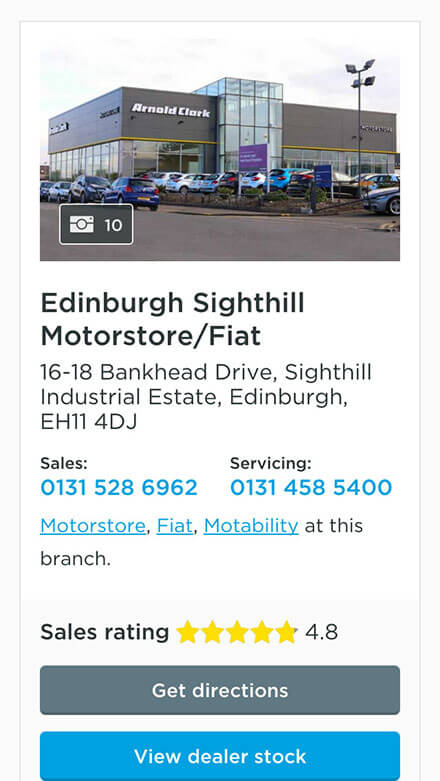 Arnold Clark
10
Edinburgh Sighthill
Motorstore/Fiat
16-18 Bankhead Drive, Sighthill
Industrial Estate, Edinburgh,
EH11 4DJ
Sales:
0131 528 6962
Servicing:
0131 458 5400
Motorstore, Fiat, Motability at this
branch.
Sales rating 4.8
Get directions
View dealer stock